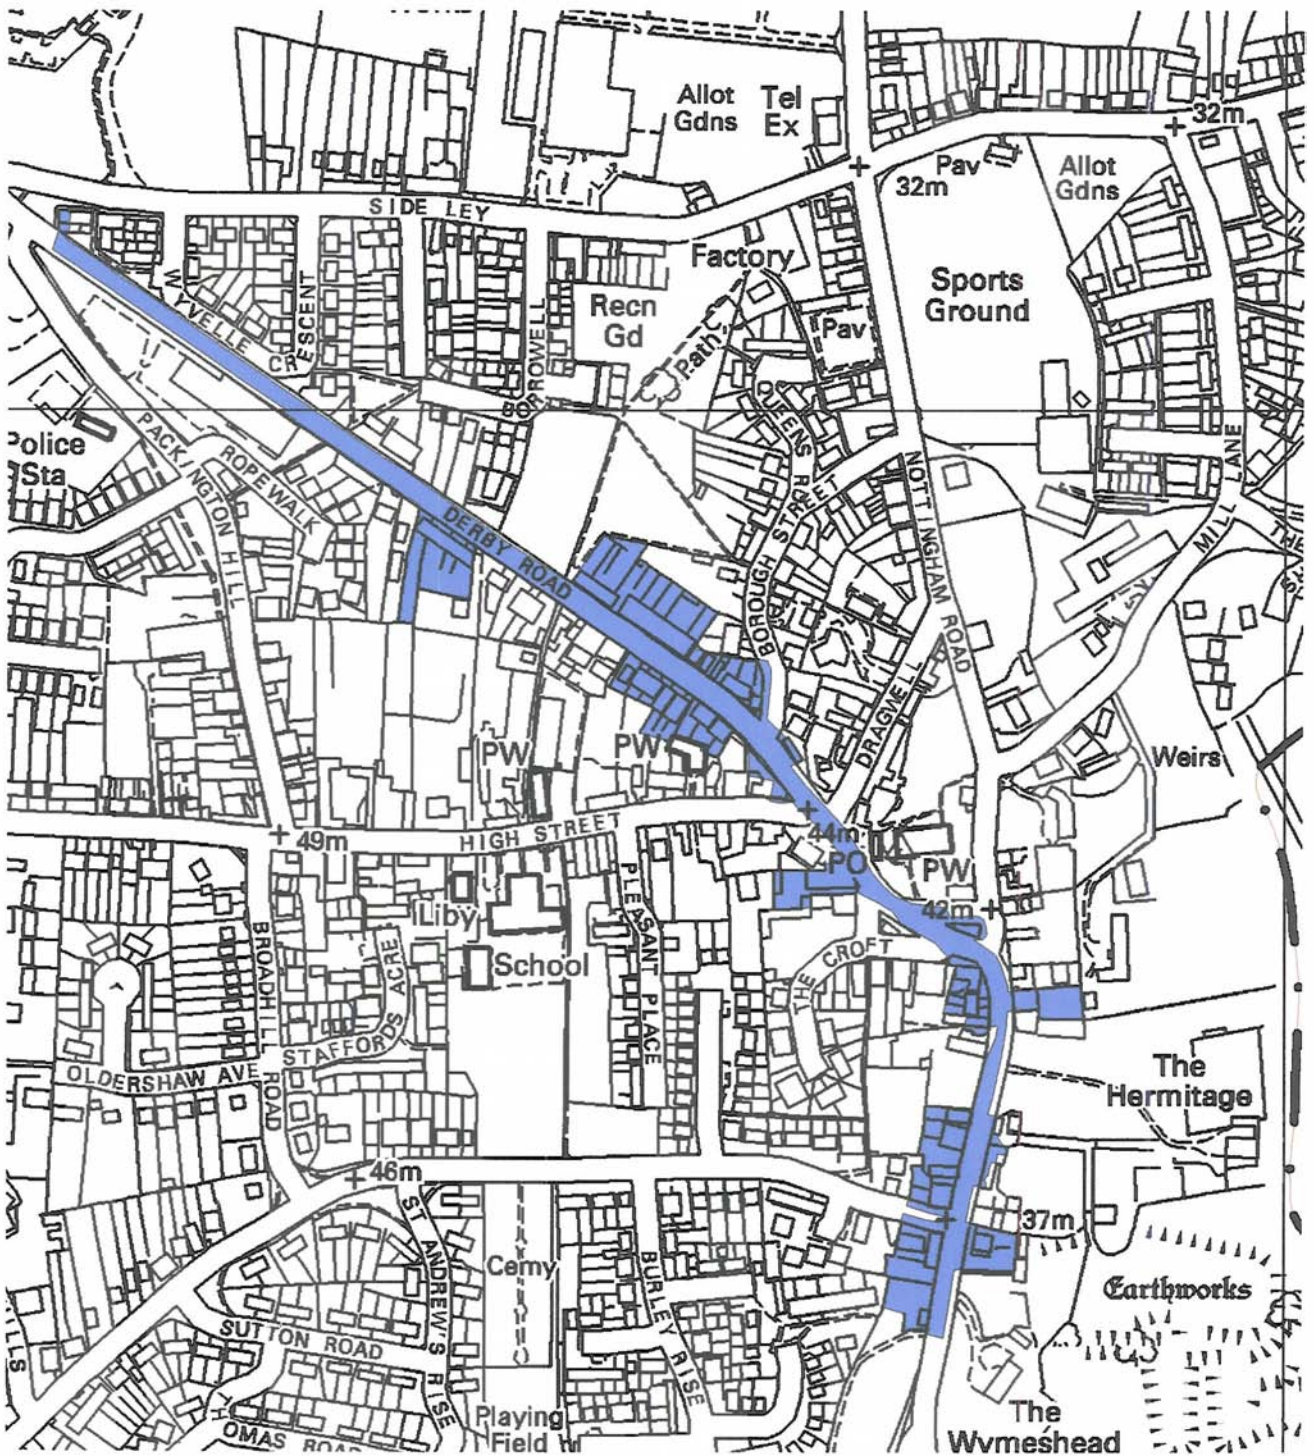 Allot
Gdns
Tel
Ex
32m
Pav
32m
Allot
Gdns
SIDE LEY
Factory
Sports
Ground
Recn
Gd
Pav
Path
WAVELLE CRESCENT
BORROWELL
QUEENS
BOROUGH STREET
NOTTINGHAM ROAD
MILL LANE
Police
Sta
PACKINGTON HILL
ROPEWALK
DERBY ROAD
DRAGWELL
Weirs
PW
PW
HIGH STREET
49m
44m
PO
PW
42m
Liby
School
PLEASANT PLACE
THE CROFT
BROADHILL ROAD
STAFFORDS ACRE
OLDERSHAW AVE
The
Hermitage
46m
37m
ST ANDREW'S RISE
Cemy
BURLEY RISE
Earthworks
SUTTON ROAD
THOMAS ROAD
Playing
Field
The
Wymeshead